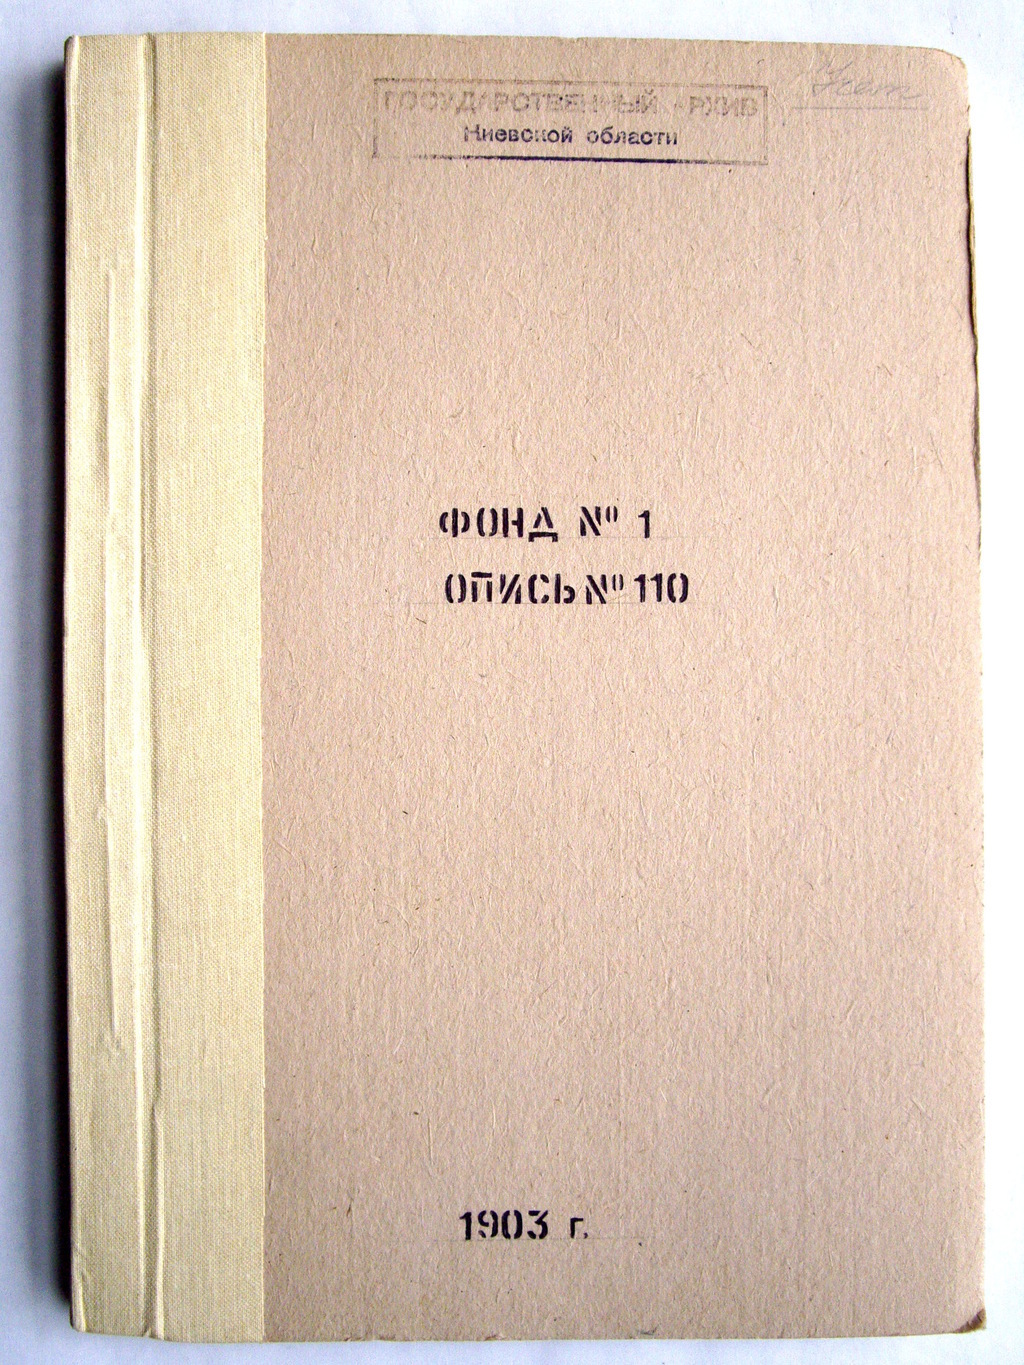 ГОСУДАРСТВЕННЫЙ АРХИВ
Киевской области
ФОНД № 1
ОПИСЬ № 110
1903 г.